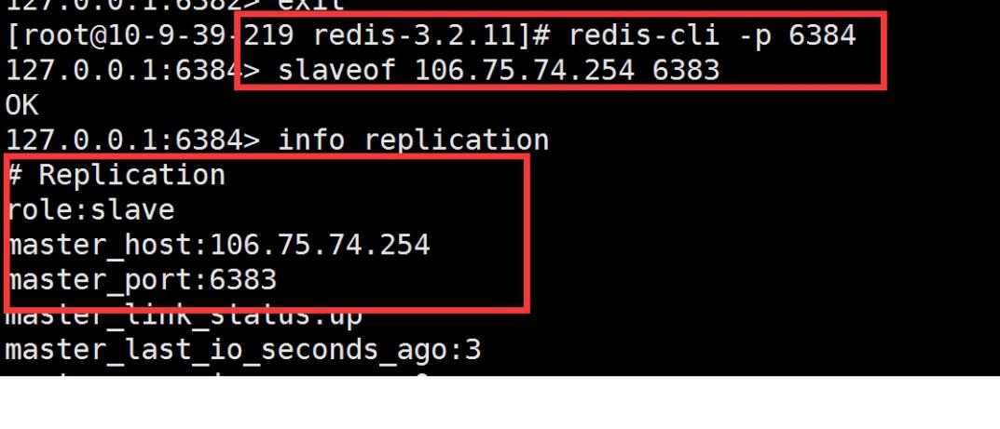 127.0.0.1:6382> exit
[root@10-9-39-219 redis-3.2.11]# redis-cli -p 6384
127.0.0.1:6384> slaveof 106.75.74.254 6383
OK
127.0.0.1:6384> info replication
# Replication
role:slave
master_host:106.75.74.254
master_port:6383
master_link_status:up
master_last_io_seconds_ago:3